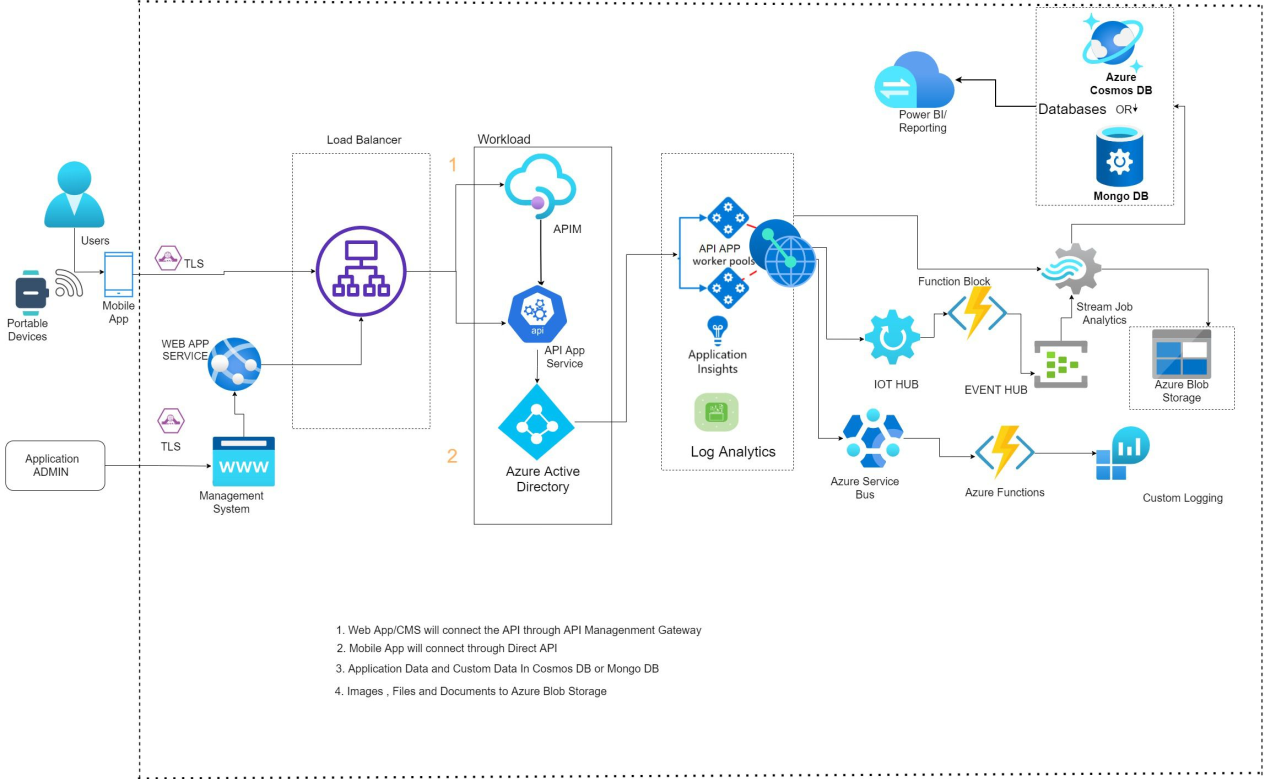 Azure
Cosmos DB
Databases OR
Mongo DB
Power BI/
Reporting
Load Balancer
Workload
1
APIM
Users
TLS
Mobile
App
Portable
Devices
WEB APP
SERVICE
TLS
Application
ADMIN
www
Management
System
api
API App
Service
2
Azure Active
Directory
API APP
worker pools
Application
Insights
Log Analytics
Function Block
IOT HUB
EVENT HUB
Stream Job
Analytics
Azure Blob
Storage
Azure Service
Bus
Azure Functions
Custom Logging
1. Web App/CMS will connect the API through API Managenment Gateway
2. Mobile App will connect through Direct API
3. Application Data and Custom Data In Cosmos DB or Mongo DB
4. Images , Files and Documents to Azure Blob Storage